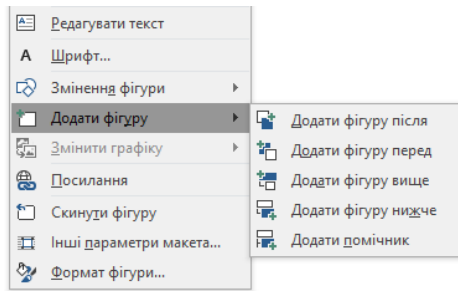 Редагувати текст
Шрифт...
Змінення фігури
Додати фігуру
Змінити графіку
Посилання
Скинути фігуру
Інші параметри макета...
Формат фігури...
Додати фігуру після
Додати фігуру перед
Додати фігуру вище
Додати фігуру нижче
Додати помічник